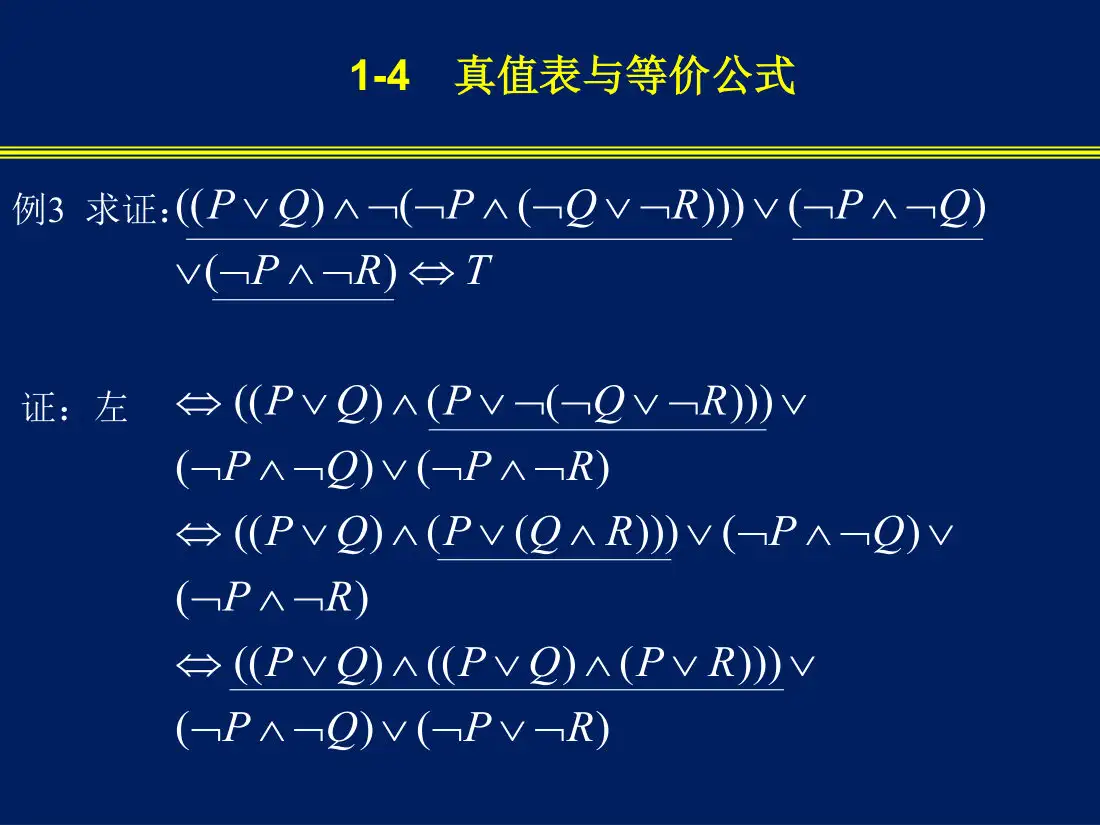 1-4 真值表与等价公式
例3 求证:((P∨Q)∧¬(¬P∧(¬Q∨¬R)))∨(¬P∧¬Q)
∨(¬P∧¬R)⇔T
证：左 ⇔((P∨Q)∧(P∨¬(¬Q∨¬R)))∨
(¬P∧¬Q)∨(¬P∧¬R)
⇔((P∨Q)∧(P∨(Q∧R)))∨(¬P∧¬Q)∨
(¬P∧¬R)
⇔((P∨Q)∧((P∨Q)∧(P∨R)))∨
(¬P∧¬Q)∨(¬P∨¬R)